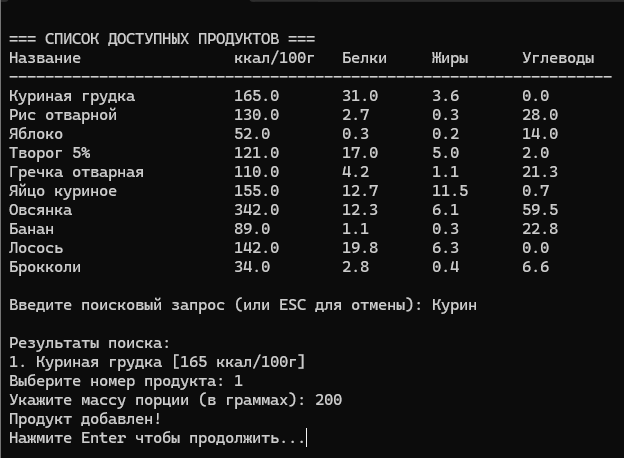 === СПИСОК ДОСТУПНЫХ ПРОДУКТОВ ===
Название ккал/100г Белки Жиры Углеводы
-------------------------------------------------------------------
Куриная грудка 165.0 31.0 3.6 0.0
Рис отварной 130.0 2.7 0.3 28.0
Яблоко 52.0 0.3 0.2 14.0
Творог 5% 121.0 17.0 5.0 2.0
Гречка отварная 110.0 4.2 1.1 21.3
Яйцо куриное 155.0 12.7 11.5 0.7
Овсянка 342.0 12.3 6.1 59.5
Банан 89.0 1.1 0.3 22.8
Лосось 142.0 19.8 6.3 0.0
Брокколи 34.0 2.8 0.4 6.6
Введите поисковый запрос (или ESC для отмены): Курин
Результаты поиска:
1. Куриная грудка [165 ккал/100г]
Выберите номер продукта: 1
Укажите массу порции (в граммах): 200
Продукт добавлен!
Нажмите Enter чтобы продолжить...